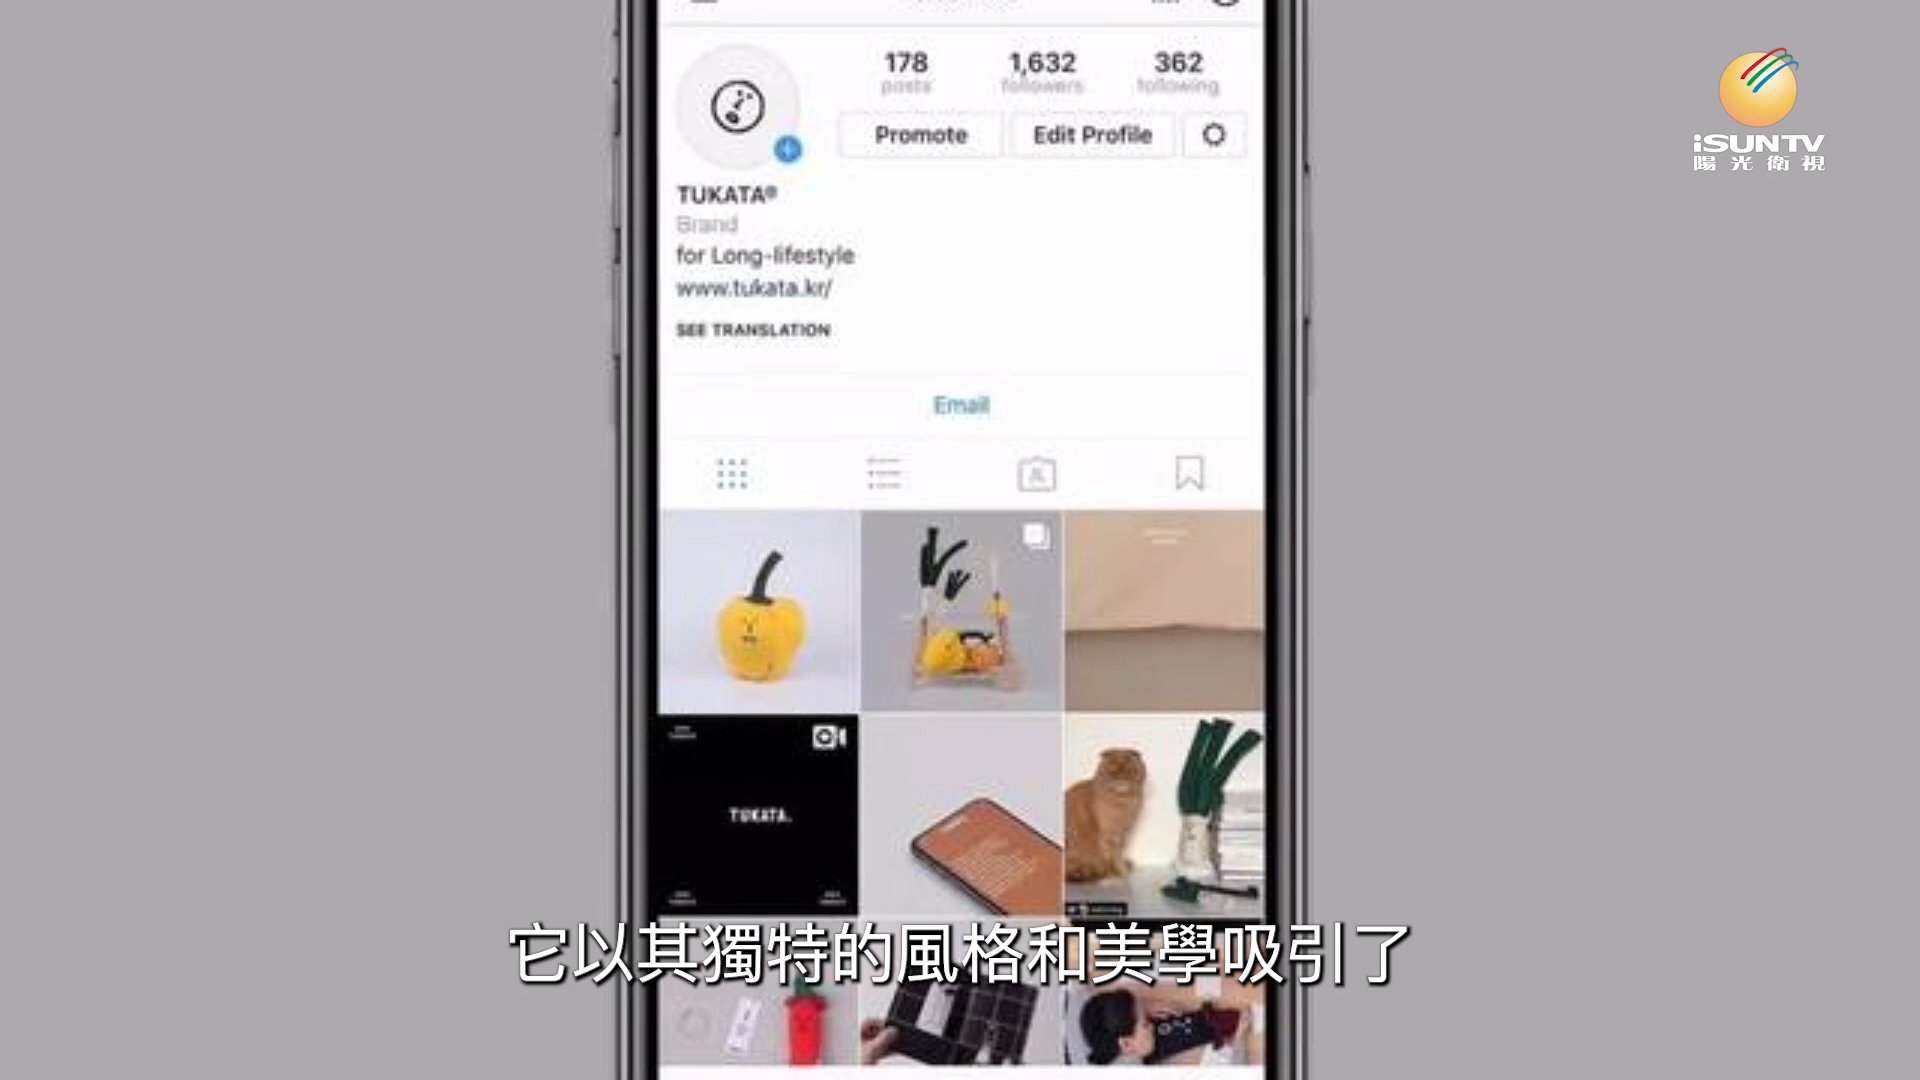 178 1,632 362
posts followers following
Promote Edit Profile
TUKATA®
Brand
for Long-lifestyle
www.tukata.kr/
SEE TRANSLATION
Email
TUKATA.
它以其獨特的風格和美學吸引了
iSUNTV
陽光衛視